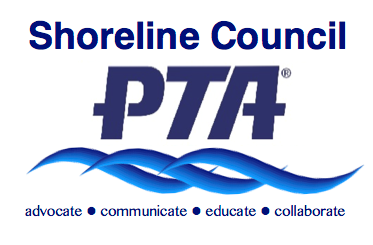 Shoreline Council
PTA®
advocate ● communicate ● educate ● collaborate